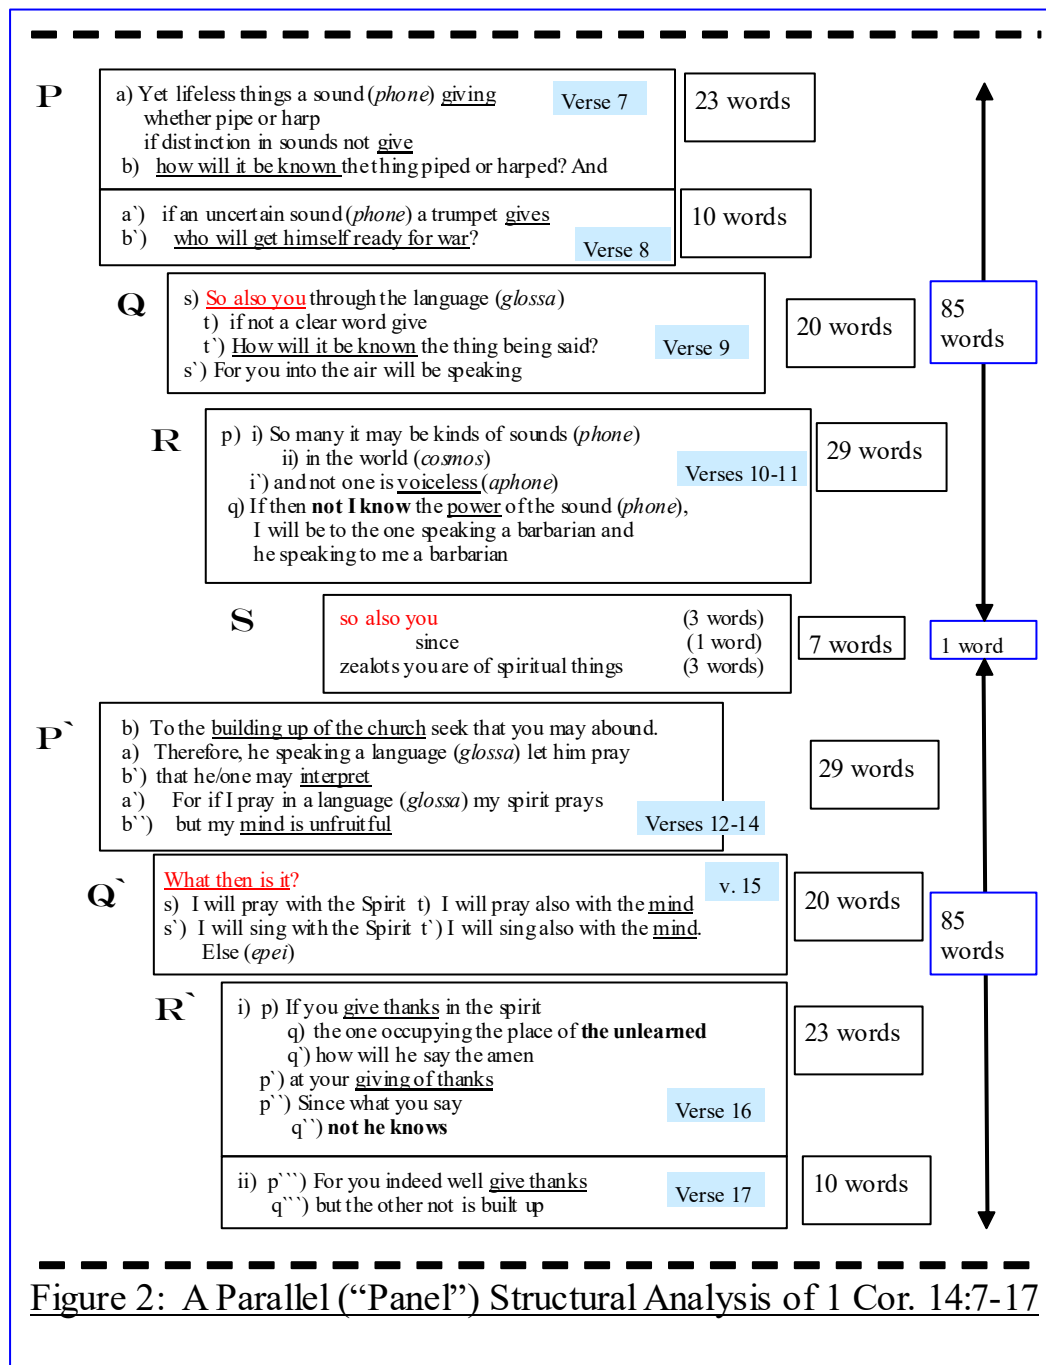 P
a) Yet lifeless things a sound (phone) giving
Verse 7
23 words
whether pipe or harp
if distinction in sounds not give
b) how will it be known the thing piped or harped? And
a`) if an uncertain sound (phone) a trumpet gives
10 words
b`) who will get himself ready for war?
Verse 8
Q
s) So also you through the language (glossa)
t) if not a clear word give
t`) How will it be known the thing being said?
Verse 9
s`) For you into the air will be speaking
20 words
85
words
R
p) i) So many it may be kinds of sounds (phone)
ii) in the world (cosmos)
i`) and not one is voiceless (aphone)
Verses 10-11
q) If then not I know the power of the sound (phone),
I will be to the one speaking a barbarian and
he speaking to me a barbarian
29 words
S
so also you (3 words)
since (1 word)
zealots you are of spiritual things (3 words)
7 words
1 word
P`
b) To the building up of the church seek that you may abound.
a) Therefore, he speaking a language (glossa) let him pray
b`) that he/one may interpret
a`) For if I pray in a language (glossa) my spirit prays
b``) but my mind is unfruitful
Verses 12-14
29 words
Q`
What then is it?
v. 15
s) I will pray with the Spirit t) I will pray also with the mind
s`) I will sing with the Spirit t`) I will sing also with the mind.
Else (epei)
20 words
85
words
R`
i) p) If you give thanks in the spirit
q) the one occupying the place of the unlearned
q`) how will he say the amen
p`) at your giving of thanks
p``) Since what you say
Verse 16
q``) not he knows
23 words
ii) p```) For you indeed well give thanks
Verse 17
q```) but the other not is built up
10 words
Figure 2: A Parallel (“Panel”) Structural Analysis of 1 Cor. 14:7-17